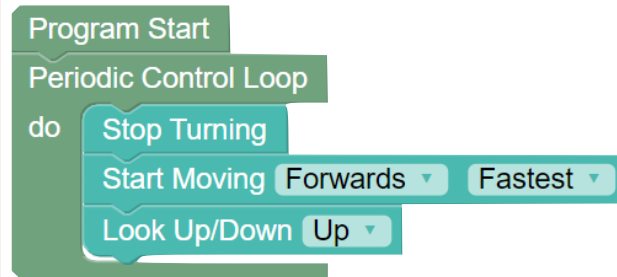 Program Start
Periodic Control Loop
do Stop Turning
Start Moving Forwards Fastest
Look Up/Down Up